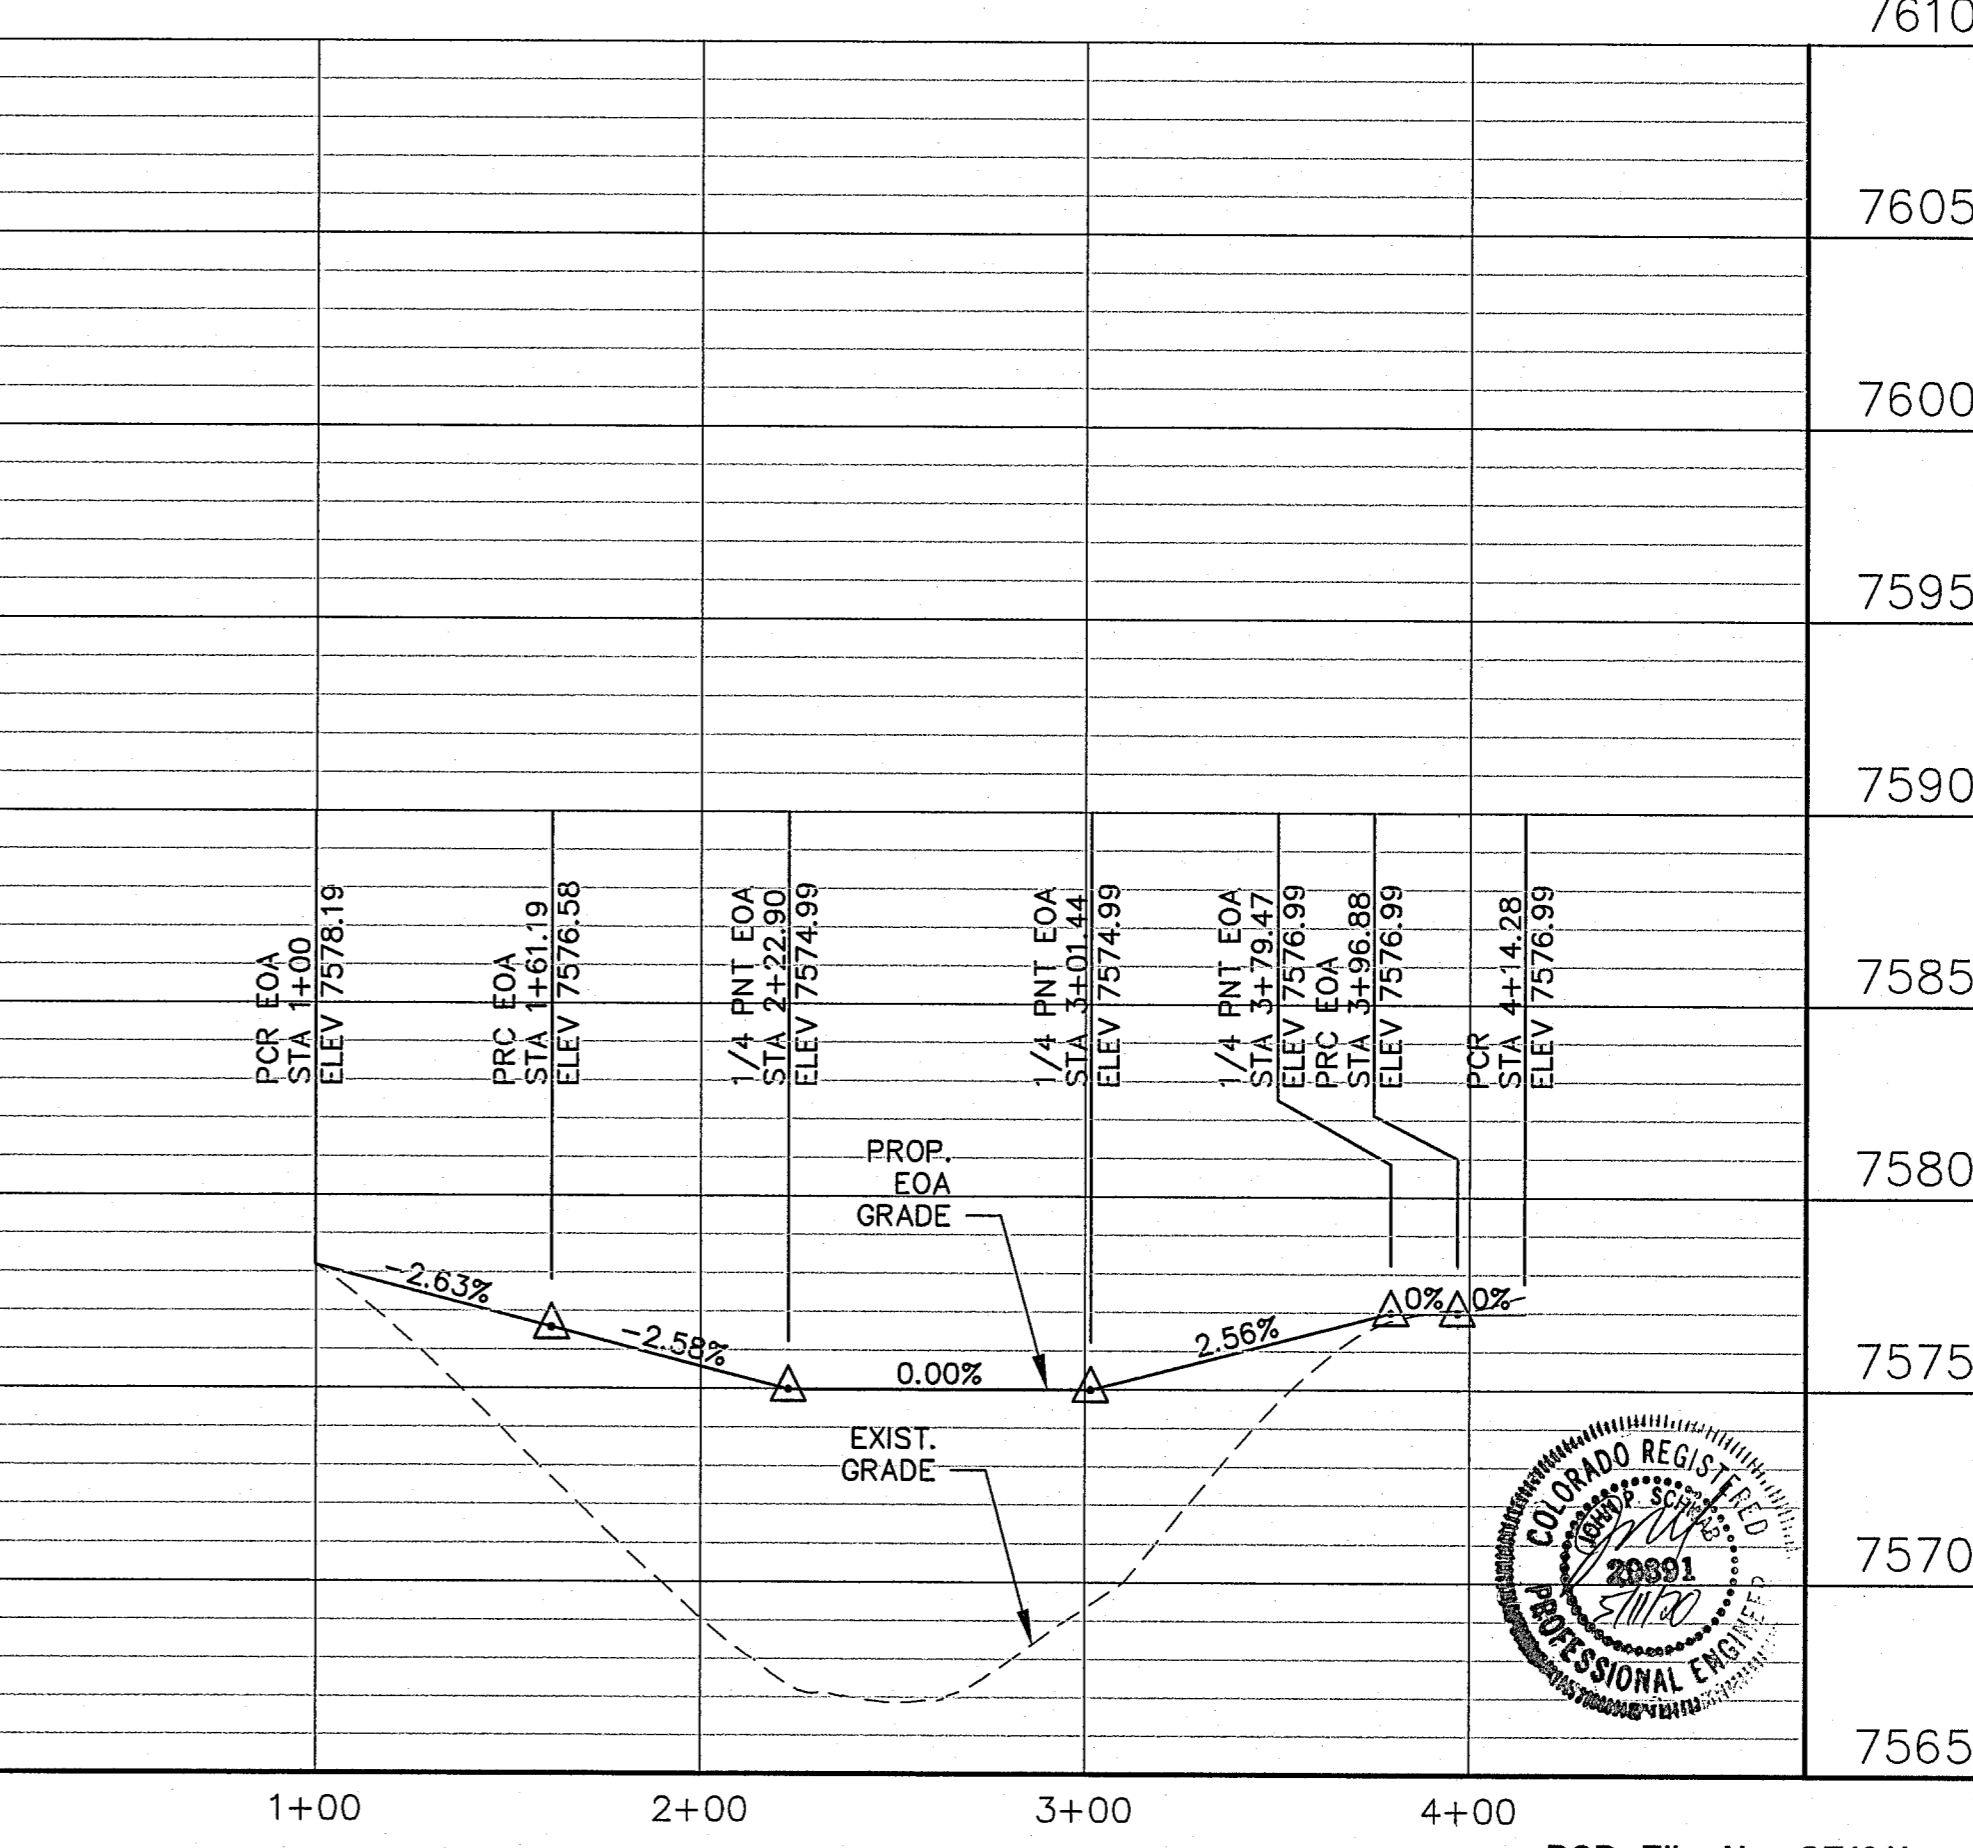 7610
7605
7600
7595
7590
7585
7580
7575
7570
7565
PCR EOA
STA 1+00
ELEV 7578.19
PRC EOA
STA 1+61.19
ELEV 7576.58
1/4 PNT EOA
STA 2+22.90
ELEV 7574.99
1/4 PNT EOA
STA 3+01.44
ELEV 7574.99
1/4 PNT EOA
STA 3+79.47
ELEV 7576.99
PRC EOA
STA 3+96.88
ELEV 7576.99
PCR
STA 4+14.28
ELEV 7576.99
PROP.
EOA
GRADE
-2.63%
-2.58%
0.00%
2.56%
0%
0%
EXIST.
GRADE
COLORADO REGISTERED
JOHN P. SCHWAB
5/11/20
PROFESSIONAL ENGINEER
1+00
2+00
3+00
4+00